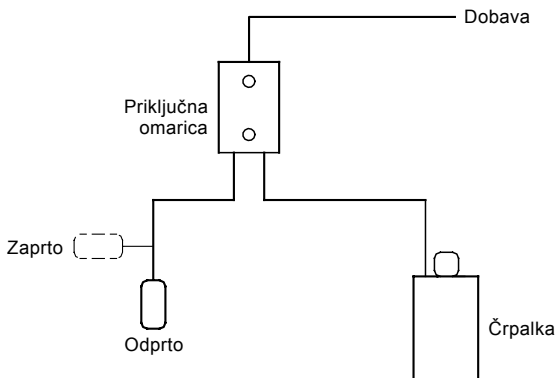 Dobava
Priključna
omarica
Zaprto
Odprto
Črpalka